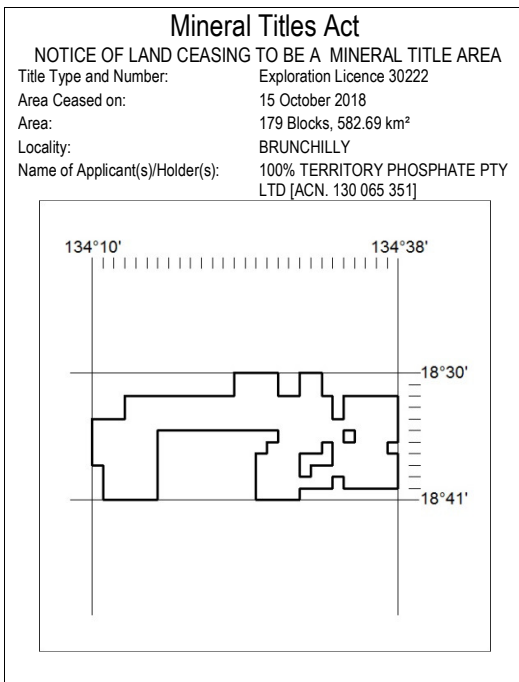 Mineral Titles Act
NOTICE OF LAND CEASING TO BE A MINERAL TITLE AREA
Title Type and Number: Exploration Licence 30222
Area Ceased on: 15 October 2018
Area: 179 Blocks, 582.69 km²
Locality: BRUNCHILLY
Name of Applicant(s)/Holder(s): 100% TERRITORY PHOSPHATE PTY
LTD [ACN. 130 065 351]
134°10' 134°38'
18°30'
18°41'